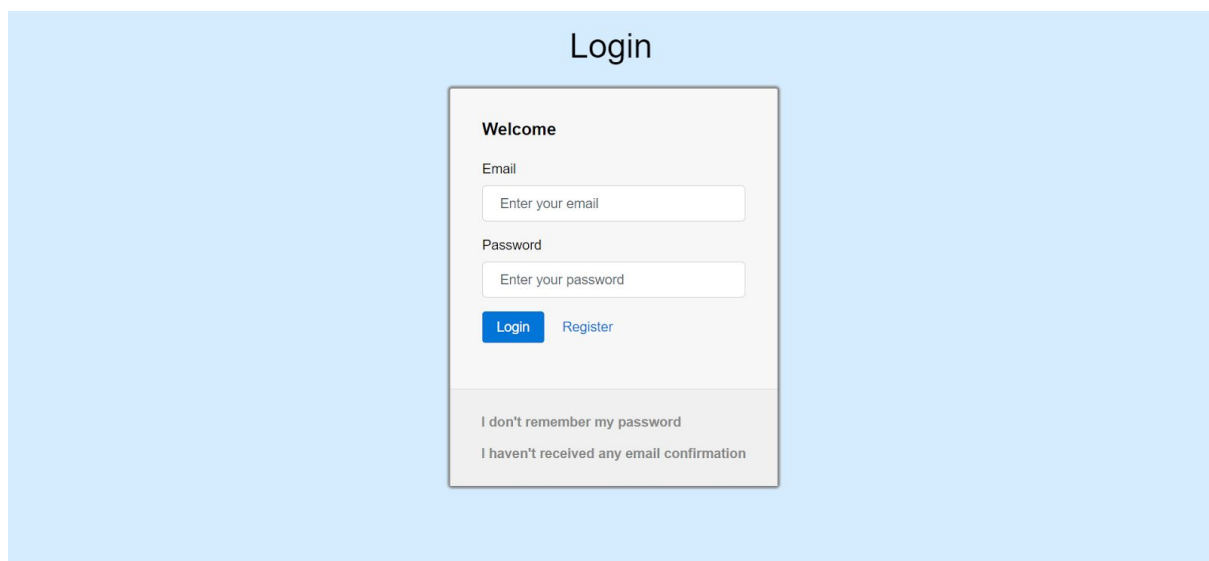 Login
Welcome
Email
Enter your email
Password
Enter your password
Login Register
I don't remember my password
I haven't received any email confirmation